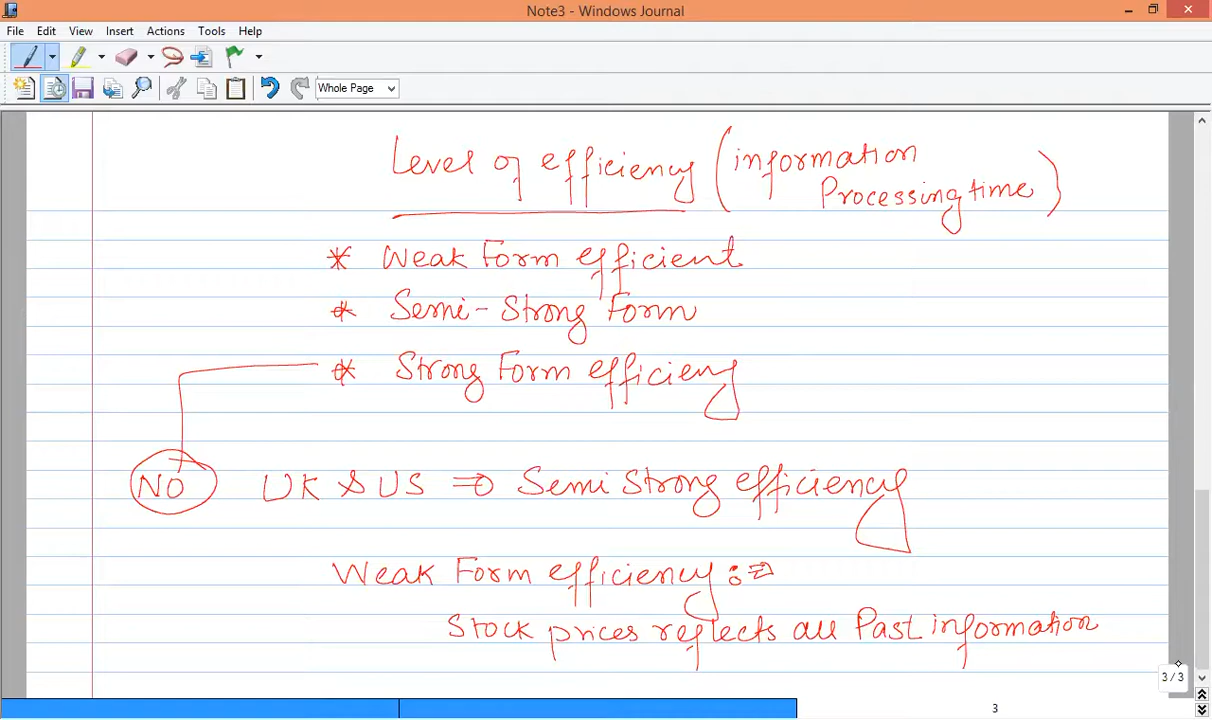 Note3 - Windows Journal
File Edit View Insert Actions Tools Help
Whole Page
Level of efficiency (information
Processing time)
* Weak Form efficient
* Semi-Strong Form
* Strong Form efficieny
NO UK & US ⇒ Semi Strong efficiency
Weak Form efficiency :⇒
Stock prices reflects all Past information
3 / 3
3